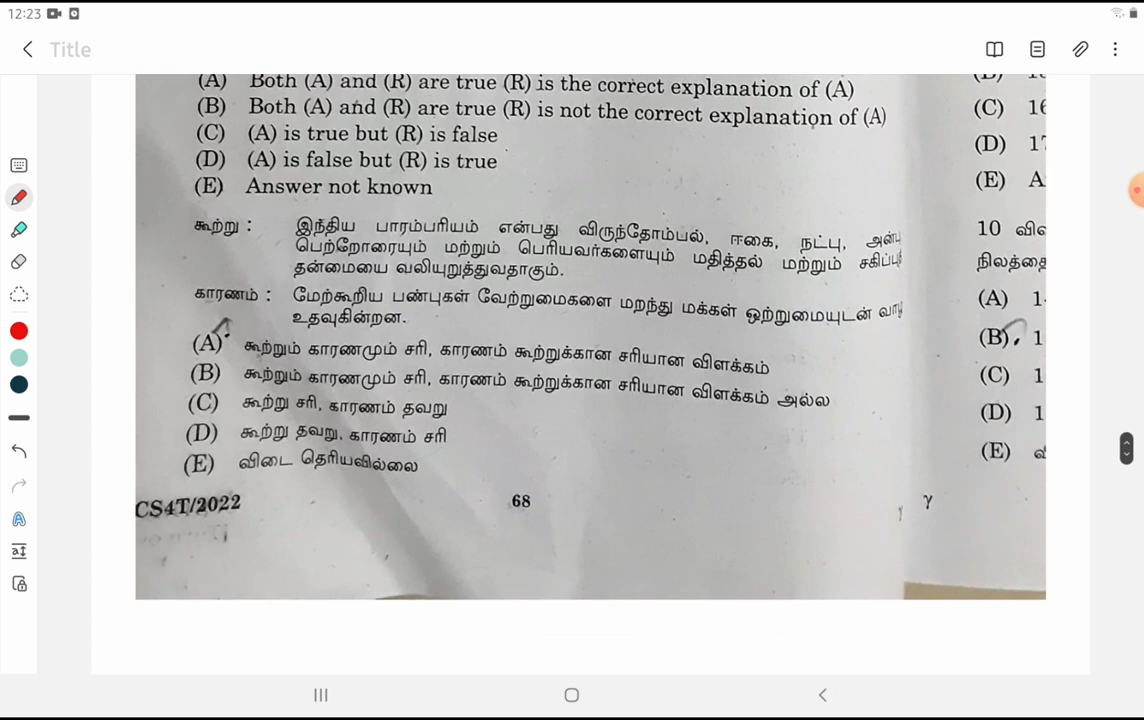 12:23
Title
(A) Both (A) and (R) are true (R) is the correct explanation of (A)
(B) Both (A) and (R) are true (R) is not the correct explanation of (A)
(C) (A) is true but (R) is false
(D) (A) is false but (R) is true
(E) Answer not known
கூற்று : இந்திய பாரம்பரியம் என்பது விருந்தோம்பல், ஈகை, நட்பு, அன்பு
பெற்றோரையும் மற்றும் பெரியவர்களையும் மதித்தல் மற்றும்
தன்மையை வலியுறுத்துவதாகும்.
காரணம் : மேற்கூறிய பண்புகள் வேற்றுமைகளை மறந்து மக்கள் ஒற்றுமையுடன்
உதவுகின்றன.
(A) கூற்றும் காரணமும் சரி, காரணம் கூற்றுக்கான சரியான விளக்கம்
(B) கூற்றும் காரணமும் சரி, காரணம் கூற்றுக்கான சரியான விளக்கம் அல்ல
(C) கூற்று சரி, காரணம் தவறு
(D) கூற்று தவறு, காரணம் சரி
(E) விடை தெரியவில்லை
CS4T/2022 68 γ
(C) 16
(D) 17
(E) A
10
(A) 1
(B) 1
(C) 1
(D) 1
(E)